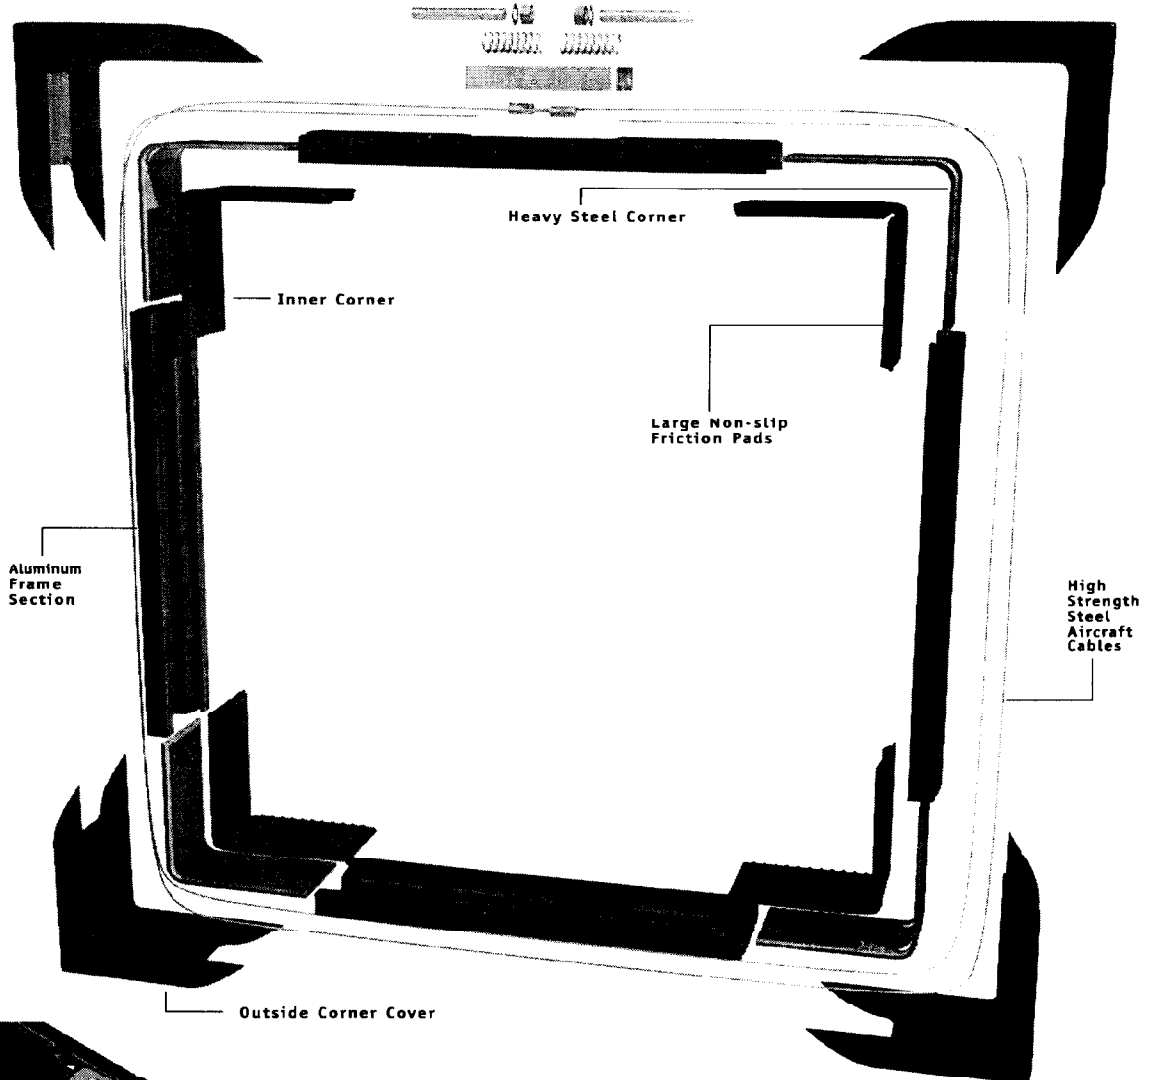 Heavy Steel Corner
Inner Corner
Large Non-slip
Friction Pads
Aluminum
Frame
Section
High
Strength
Steel
Aircraft
Cables
Outside Corner Cover